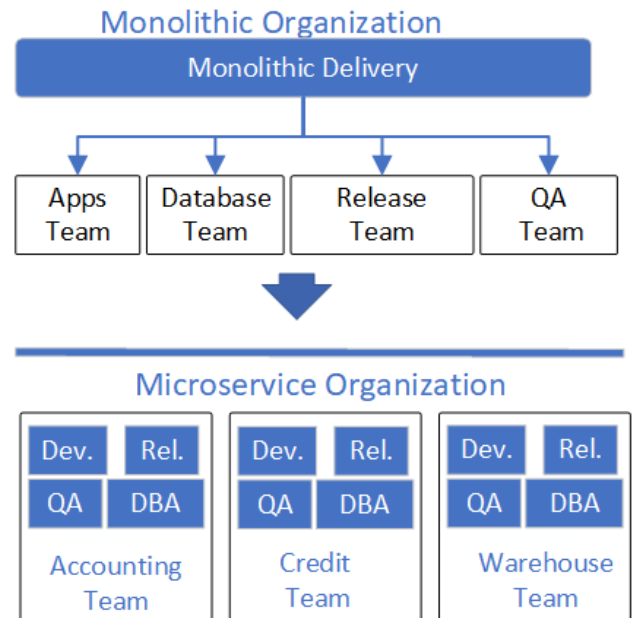 Monolithic Organization
Monolithic Delivery
Apps Database Release QA
Team Team Team Team
Microservice Organization
Dev. Rel. Dev. Rel. Dev. Rel.
QA DBA QA DBA QA DBA
Accounting Credit Warehouse
Team Team Team